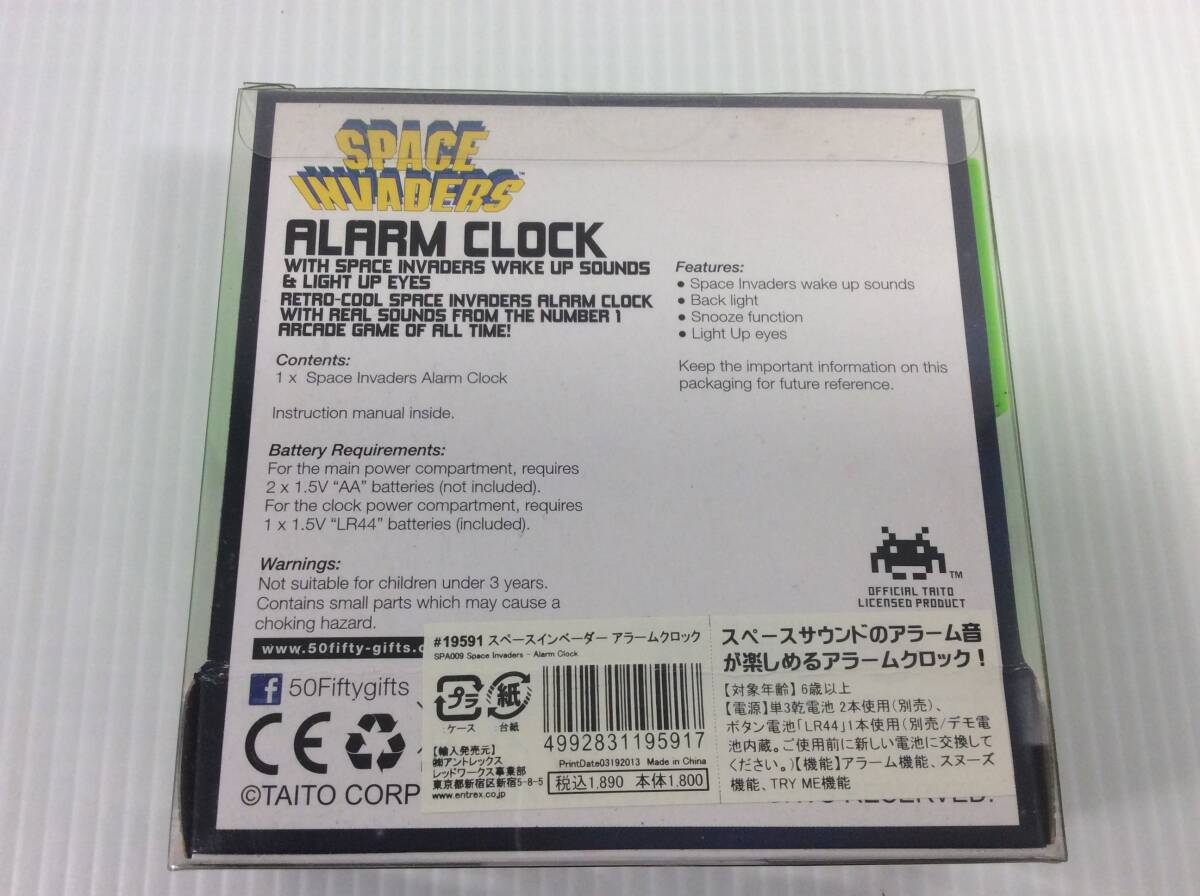 SPACE
INVADERS™
ALARM CLOCK
WITH SPACE INVADERS WAKE UP SOUNDS
& LIGHT UP EYES
RETRO-COOL SPACE INVADERS ALARM CLOCK
WITH REAL SOUNDS FROM THE NUMBER 1
ARCADE GAME OF ALL TIME!
Contents:
1 x Space Invaders Alarm Clock
Instruction manual inside.
Battery Requirements:
For the main power compartment, requires
2 x 1.5V “AA” batteries (not included).
For the clock power compartment, requires
1 x 1.5V “LR44” batteries (included).
Warnings:
Not suitable for children under 3 years.
Contains small parts which may cause a
choking hazard.
www.50fifty-gifts.
50Fiftygifts
CE
©TAITO CORP
Features:
● Space Invaders wake up sounds
● Back light
● Snooze function
● Light Up eyes
Keep the important information on this
packaging for future reference.
TM
OFFICIAL TAITO
LICENSED PRODUCT
#19591 スペースインベーダー アラームクロック
SPA009 Space Invaders - Alarm Clock
プラ
ケース
紙
台紙
4992831195917
【輸入発売元】
㈱アントレックス
レッドワークス事業部
東京都新宿区新宿5-8-5
www.entrex.co.jp
PrintDate03192013 Made in China
税込1,890 本体1,800
スペースサウンドのアラーム音
が楽しめるアラームクロック!
【対象年齢】6歳以上
【電源】単3乾電池 2本使用(別売)、
ボタン電池「LR44」1本使用(別売/デモ電
池内蔵。ご使用前に新しい電池に交換して
ください。)【機能】アラーム機能、スヌーズ
機能、TRY ME機能
RESERVED.